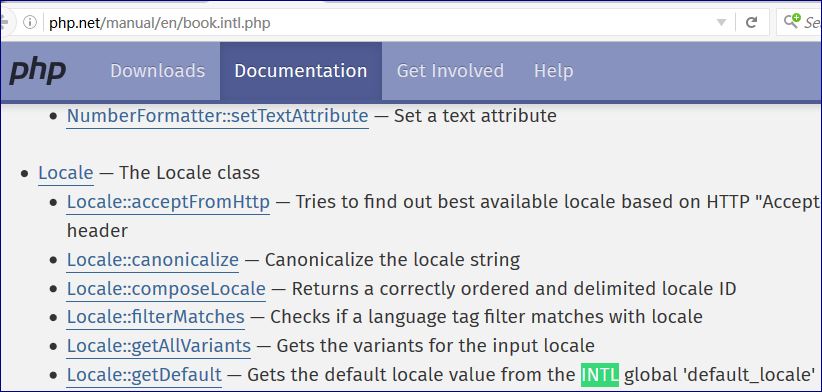 php.net/manual/en/book.intl.php
php Downloads Documentation Get Involved Help
NumberFormatter::setTextAttribute — Set a text attribute
Locale — The Locale class
Locale::acceptFromHttp — Tries to find out best available locale based on HTTP "Accept
header
Locale::canonicalize — Canonicalize the locale string
Locale::composeLocale — Returns a correctly ordered and delimited locale ID
Locale::filterMatches — Checks if a language tag filter matches with locale
Locale::getAllVariants — Gets the variants for the input locale
Locale::getDefault — Gets the default locale value from the INTL global 'default_locale'